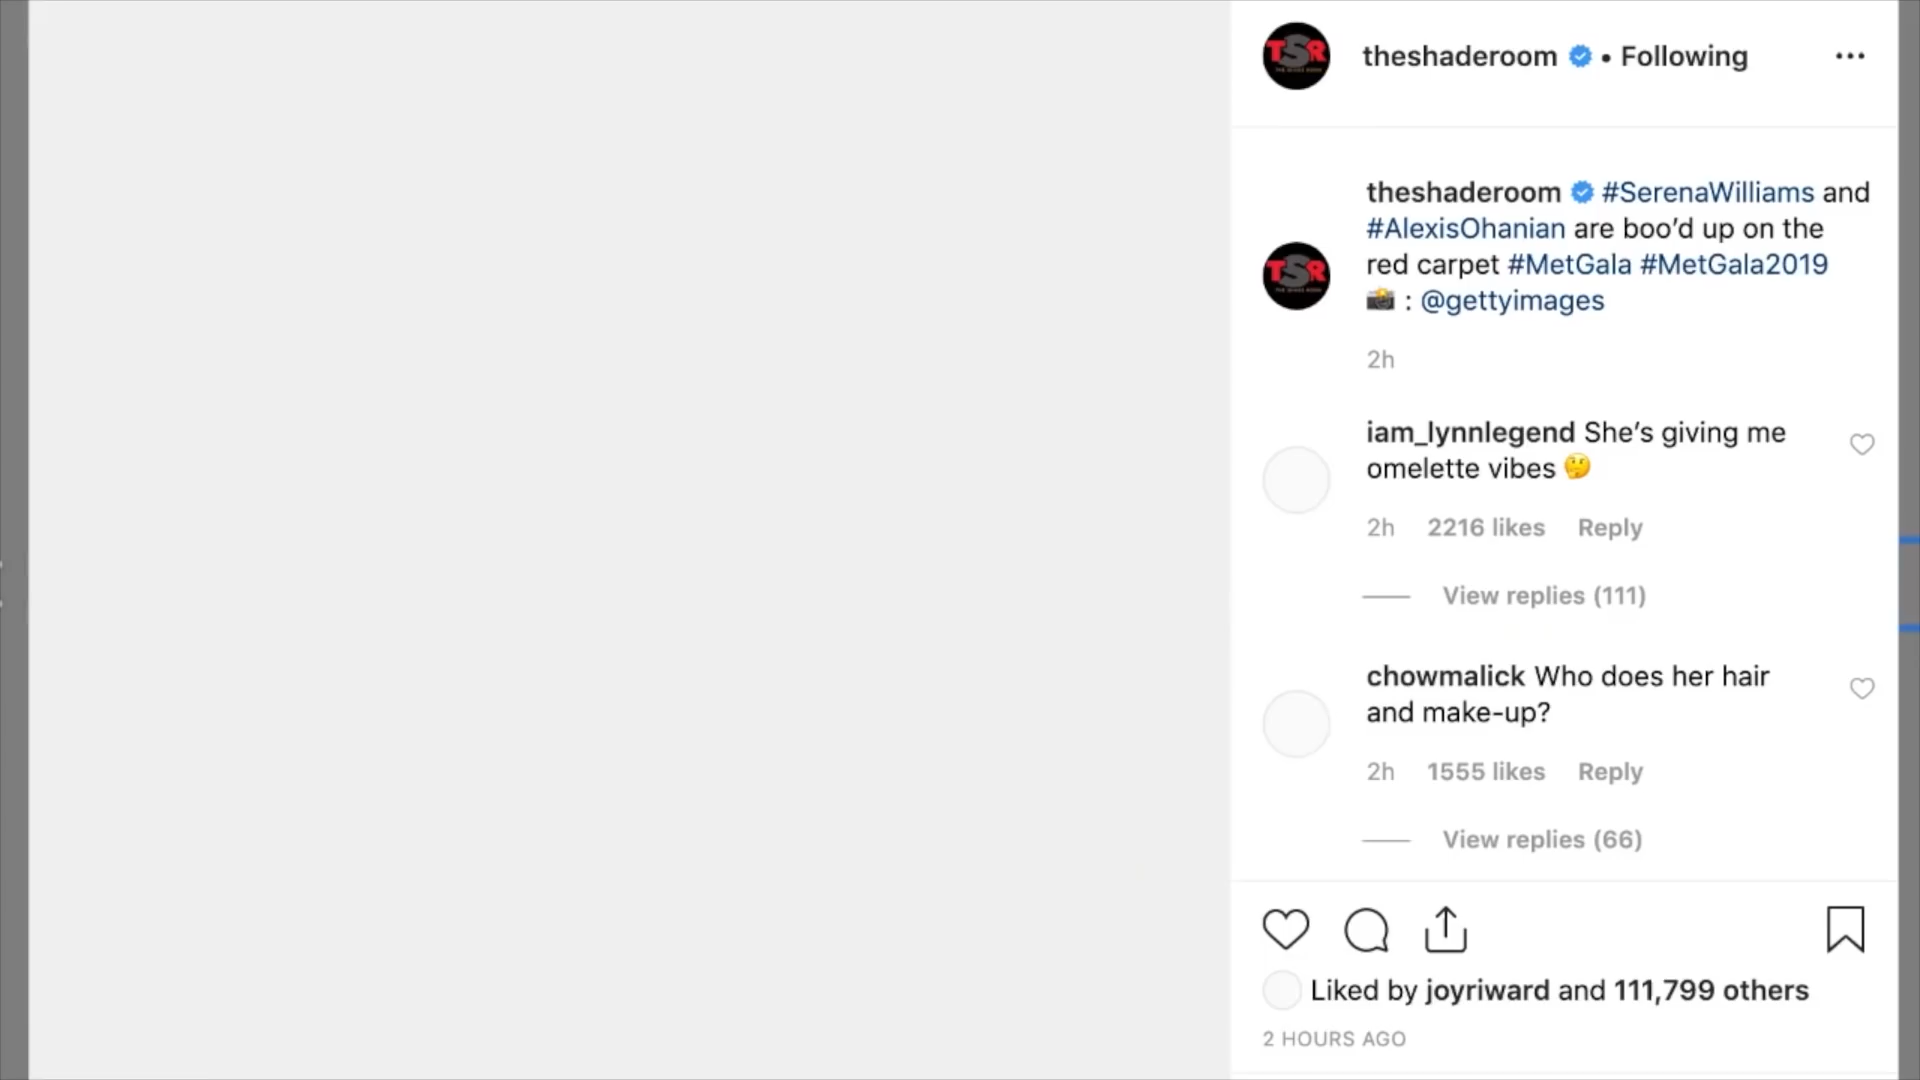 TSR theshaderoom • Following
theshaderoom #SerenaWilliams and
#AlexisOhanian are boo’d up on the
TSR red carpet #MetGala #MetGala2019
📸 : @gettyimages
2h
iam_lynnlegend She’s giving me
omelette vibes 🤔
2h 2216 likes Reply
View replies (111)
chowmalick Who does her hair
and make-up?
2h 1555 likes Reply
View replies (66)
Liked by joyriward and 111,799 others
2 HOURS AGO